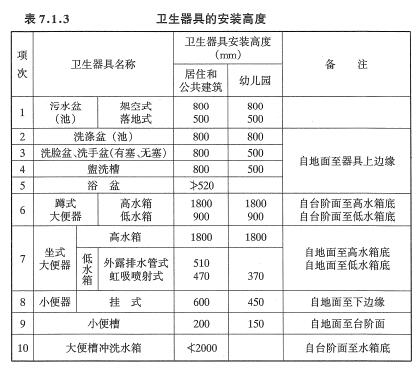 表 7.1.3 卫生器具的安装高度
项次 卫生器具名称 卫生器具安装高度(mm) 备 注
居住和公共建筑 幼儿园
1 污水盆(池) 架空式 落地式 800 500 800 500
2 洗涤盆（池） 800 800 自地面至器具上边缘
3 洗脸盆、洗手盆(有塞、无塞) 800 500
4 盥洗槽 800 500
5 浴 盆 ≯520
6 蹲式大便器 高水箱 低水箱 1800 900 1800 900 自台阶面至高水箱底 自台阶面至低水箱底
7 坐式大便器 高水箱 1800 1800 自地面至高水箱底 自地面至低水箱底
低水箱 外露排水管式 虹吸喷射式 510 470 370
8 小便器 挂 式 600 450 自地面至下边缘
9 小便槽 200 150 自地面至台阶面
10 大便槽冲洗水箱 ≮2000 自台阶面至水箱底